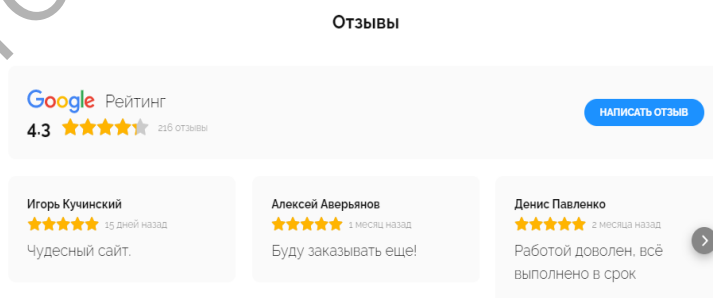 Отзывы
Google Рейтинг
4.3 216 отзывы
НАПИСАТЬ ОТЗЫВ
Игорь Кучинский
15 дней назад
Чудесный сайт.
Алексей Аверьянов
1 месяц назад
Буду заказывать еще!
Денис Павленко
2 месяца назад
Работой доволен, всё
выполнено в срок